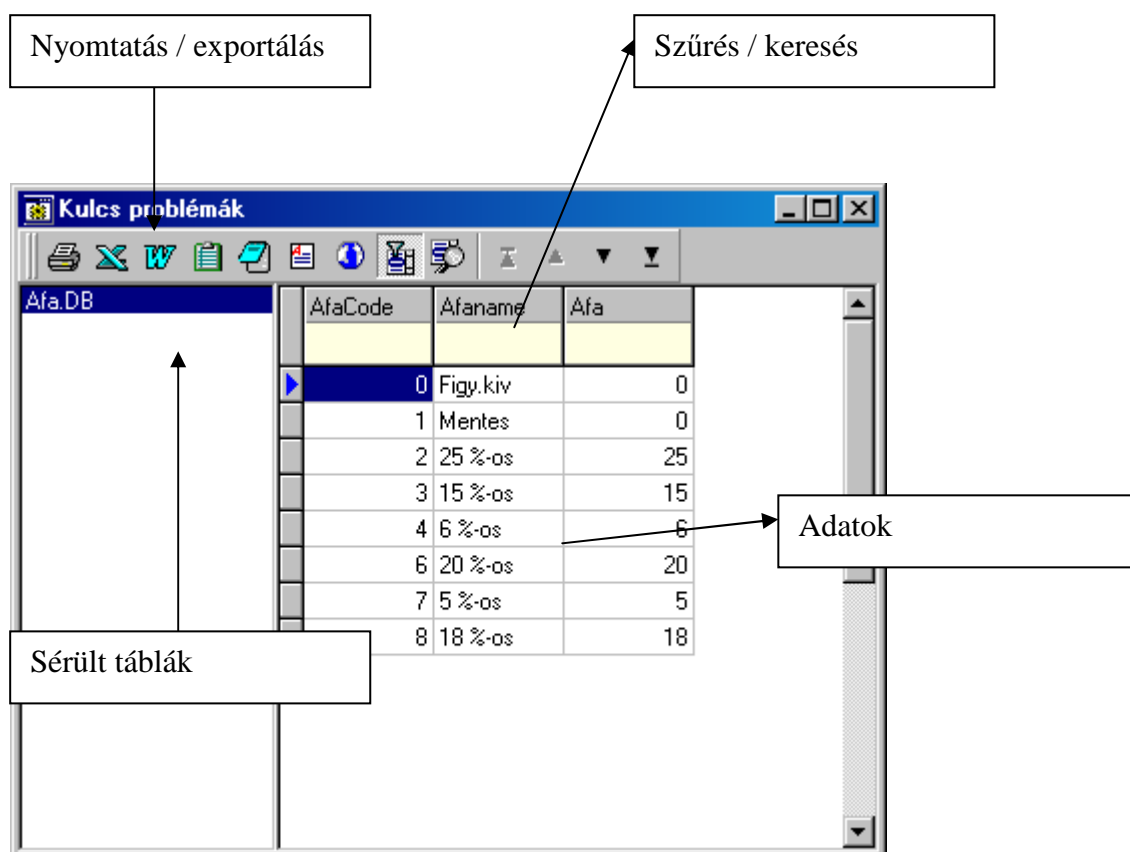 Nyomtatás / exportálás
Szűrés / keresés
Kulcs problémák
Afa.DB
AfaCode Afaname Afa
0 Figy.kiv 0
1 Mentes 0
2 25 %-os 25
3 15 %-os 15
4 6 %-os 6
6 20 %-os 20
7 5 %-os 5
8 18 %-os 18
Adatok
Sérült táblák